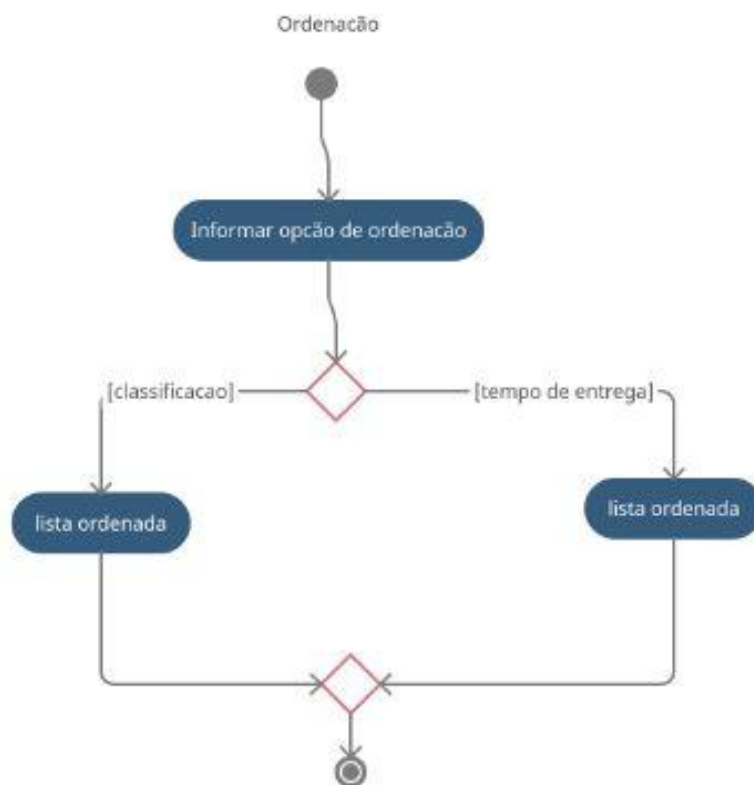 Ordenacão
Informar opcão de ordenacão
[classificacao]
[tempo de entrega]
lista ordenada
lista ordenada